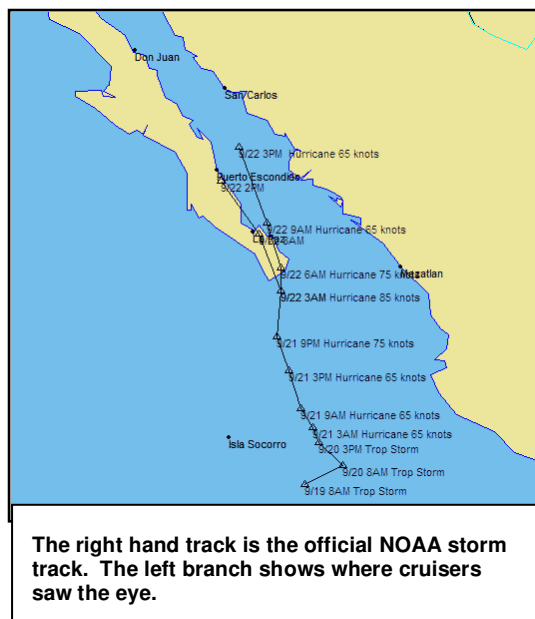 Don Juan
San Carlos
9/22 3PM Hurricane 65 knots
Puerto Escondido
9/22 2PM
9/22 9AM Hurricane 65 knots
9/22 6AM Hurricane 75 knots
Mazatlan
9/22 3AM Hurricane 85 knots
9/21 9PM Hurricane 75 knots
9/21 3PM Hurricane 65 knots
9/21 9AM Hurricane 65 knots
9/21 3AM Hurricane 65 knots
Isla Socorro
9/20 3PM Trop Storm
9/20 8AM Trop Storm
9/19 8AM Trop Storm
The right hand track is the official NOAA storm
track. The left branch shows where cruisers
saw the eye.